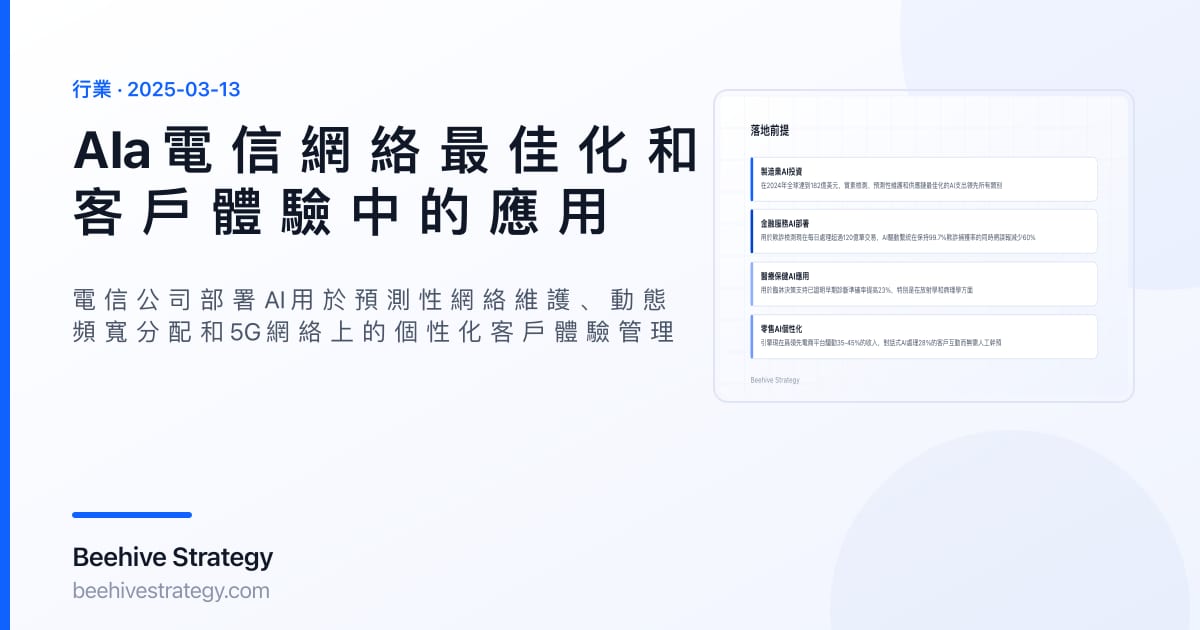 行業 · 2025-03-13
AIa電信網絡最佳化和
客戶體驗中的應用
電信公司部署AI用於預測性網絡維護、動態
頻寬分配和5G網絡上的個性化客戶體驗管理
Beehive Strategy
beehivestrategy.com
落地前提
製造業AI投資
在2024年全球達到182億美元，質素檢測、預測性維護和供應鏈最佳化的AI支出領先所有類別
金融服務AI部署
用於欺詐檢測現在每日處理超過120億筆交易，AI驅動繫統在保持99.7%欺詐捕獲率的同時將誤報減少60%
醫療保健AI應用
用於臨牀決策支持已證明早期診斷準確率提高23%，特別是在放射學和病理學方面
零售AI個性化
引擎現在爲領先電商平台驅動35-45%的收入，對話式AI處理28%的客戶互動而無需人工幹預
Beehive Strategy